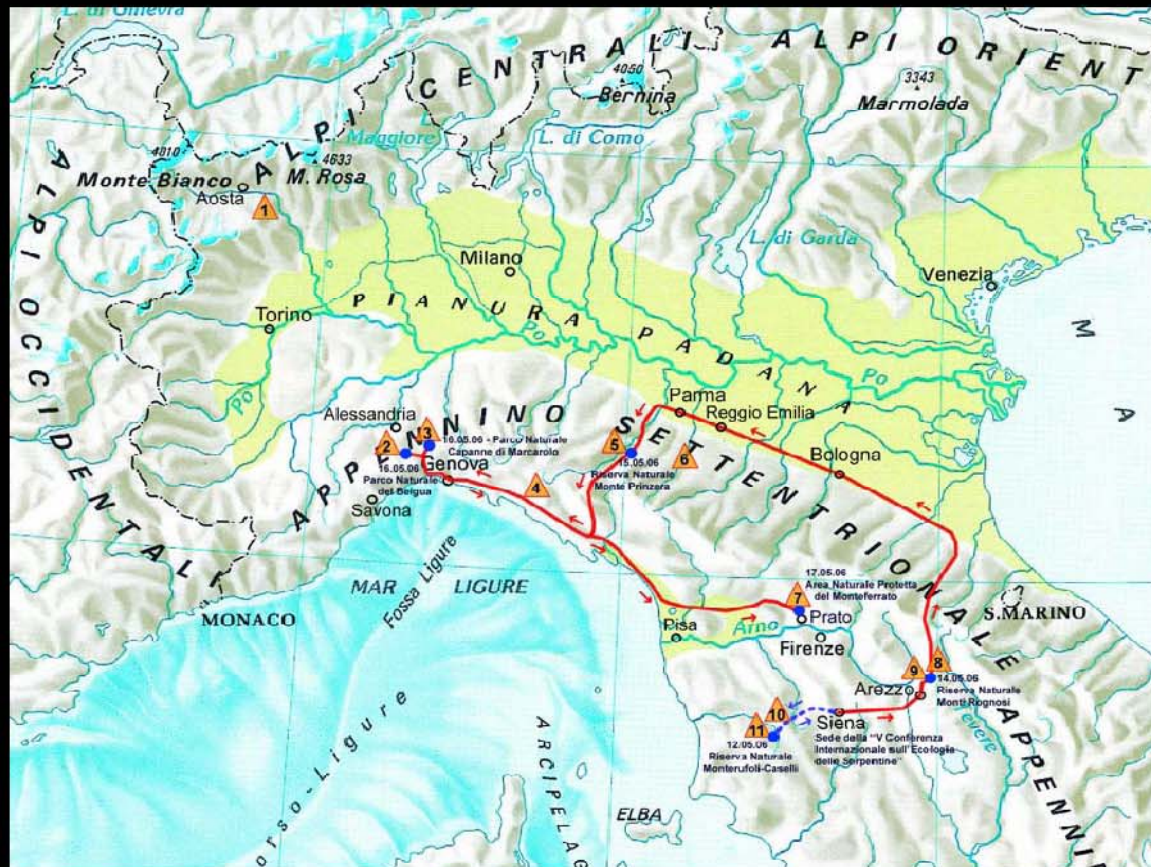 L. di Ginevra
ALPI CENTRALI
ALPI ORIENT
4050
Bernina
3343
Marmolada
L. Maggiore
L. di Como
4810
4633
Monte Bianco
M. Rosa
Aosta
1
ALPI OCCIDENTALI
L. di Garda
Milano
Venezia
Torino
PIANURA PADANA
Po
Po
Po
MA
Parma
Reggio Emilia
Alessandria
APPENNINO SETTENTRIONALE
2
3
16.05.06 - Parco Naturale
Capanne di Marcarolo
5
6
Bologna
Genova
16.05.06
Parco Naturale
del Beigua
15.05.06
Riserva Naturale
Monte Prinzera
4
Savona
Fossa Ligure
MAR LIGURE
MONACO
17.05.06
Area Naturale Protetta
del Monteferrato
7
Prato
S.MARINO
Pisa
Arno
Firenze
9
8
Arezzo
14.05.06
Riserva Naturale
Monti Rognosi
Tevere
10
11
Siena
Sede della "V Conferenza
Internazionale sull'Ecologia
delle Serpentine"
12.05.06
Riserva Naturale
Monterufoli-Caselli
APPENNI
ARCIPELAG
ELBA
orso-Ligure